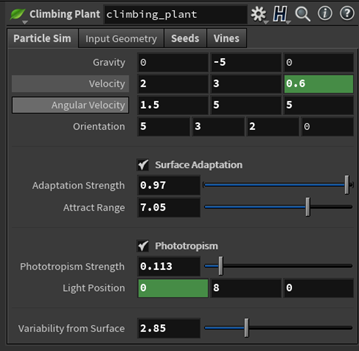 Climbing Plant climbing_plant
Particle Sim Input Geometry Seeds Vines
Gravity 0 -5 0
Velocity 2 3 0.6
Angular Velocity 1.5 5 5
Orientation 5 3 2 0
Surface Adaptation
Adaptation Strength 0.97
Attract Range 7.05
Phototropism
Phototropism Strength 0.113
Light Position 0 8 0
Variability from Surface 2.85